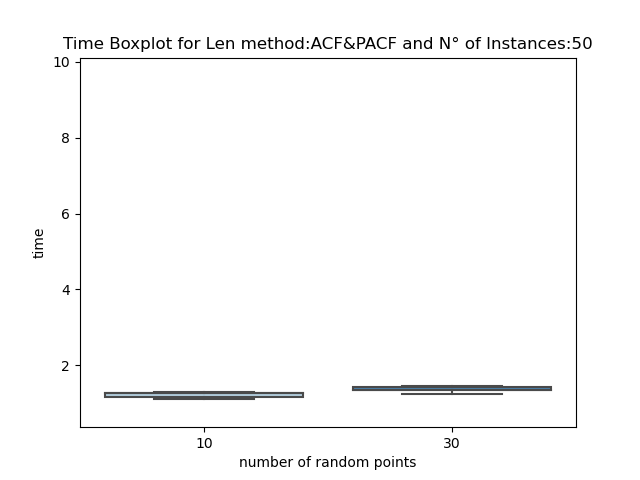 Time Boxplot for Len method:ACF&PACF and N° of Instances:50
10
8
6
4
2
time
10
30
number of random points